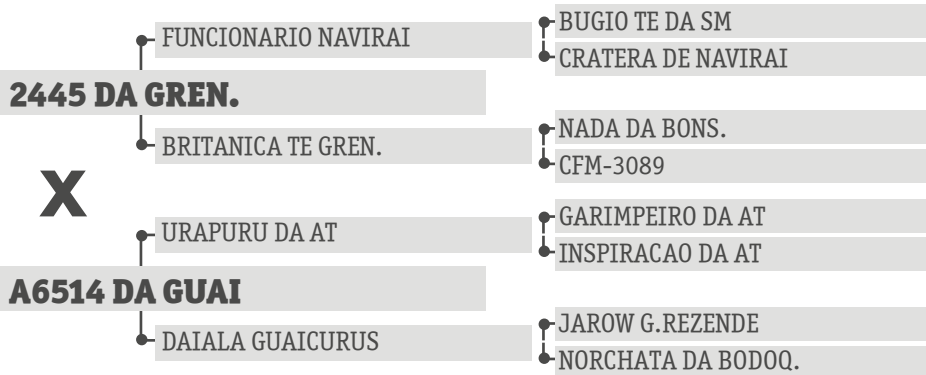 BUGIO TE DA SM
FUNCIONARIO NAVIRAI
CRATERA DE NAVIRAI
2445 DA GREN.
NADA DA BONS.
BRITANICA TE GREN.
CFM-3089
X
GARIMPEIRO DA AT
URAPURU DA AT
INSPIRACAO DA AT
A6514 DA GUAI
JAROW G.REZENDE
DAIALA GUAICURUS
NORCHATA DA BODOQ.